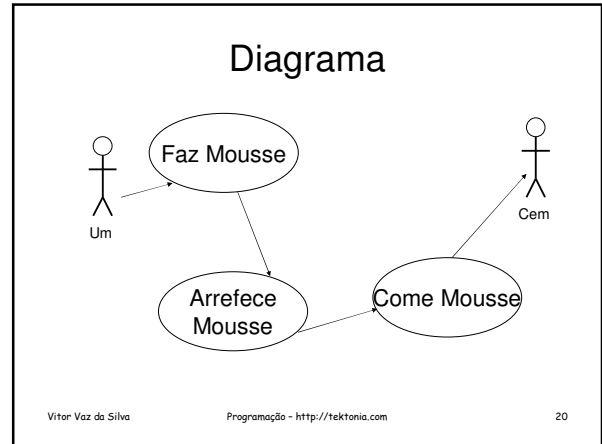 Diagrama
Faz Mousse
Um
Cem
Arrefece
Mousse
Come Mousse
Vitor Vaz da Silva
Programação - http://tektonia.com
20